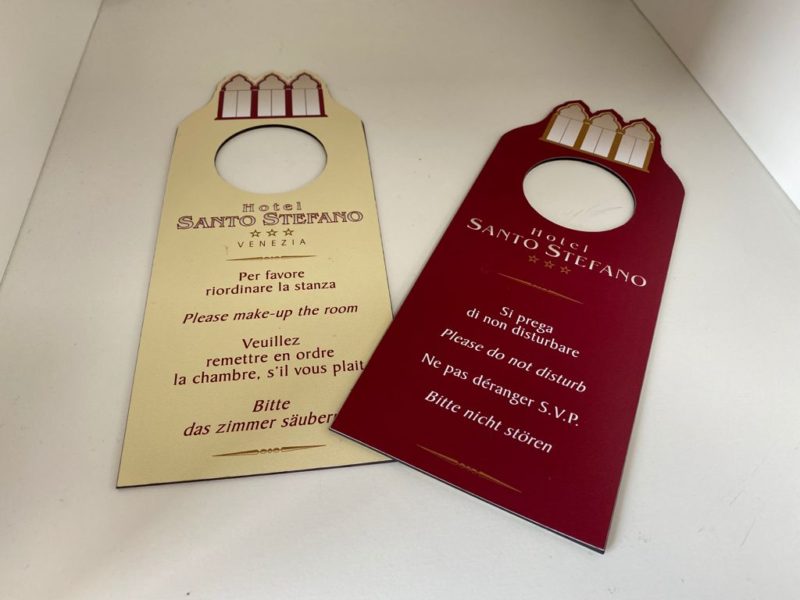 Hotel
SANTO STEFANO
VENEZIA
Per favore
riordinare la stanza
Please make-up the room
Veuillez
remettre en ordre
la chambre, s'il vous plait
Bitte
das zimmer säuber
Hotel
SANTO STEFANO
Si prega
di non disturbare
Please do not disturb
Ne pas déranger S.V.P.
Bitte nicht stören